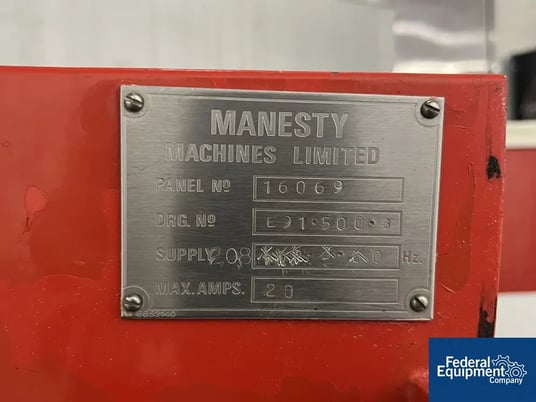 MANESTY
MACHINES LIMITED
PANEL Nº 16069
DRG. Nº E91·500·3
SUPPLY 208 Hz.
MAX. AMPS. 20
Federal
Equipment
Company